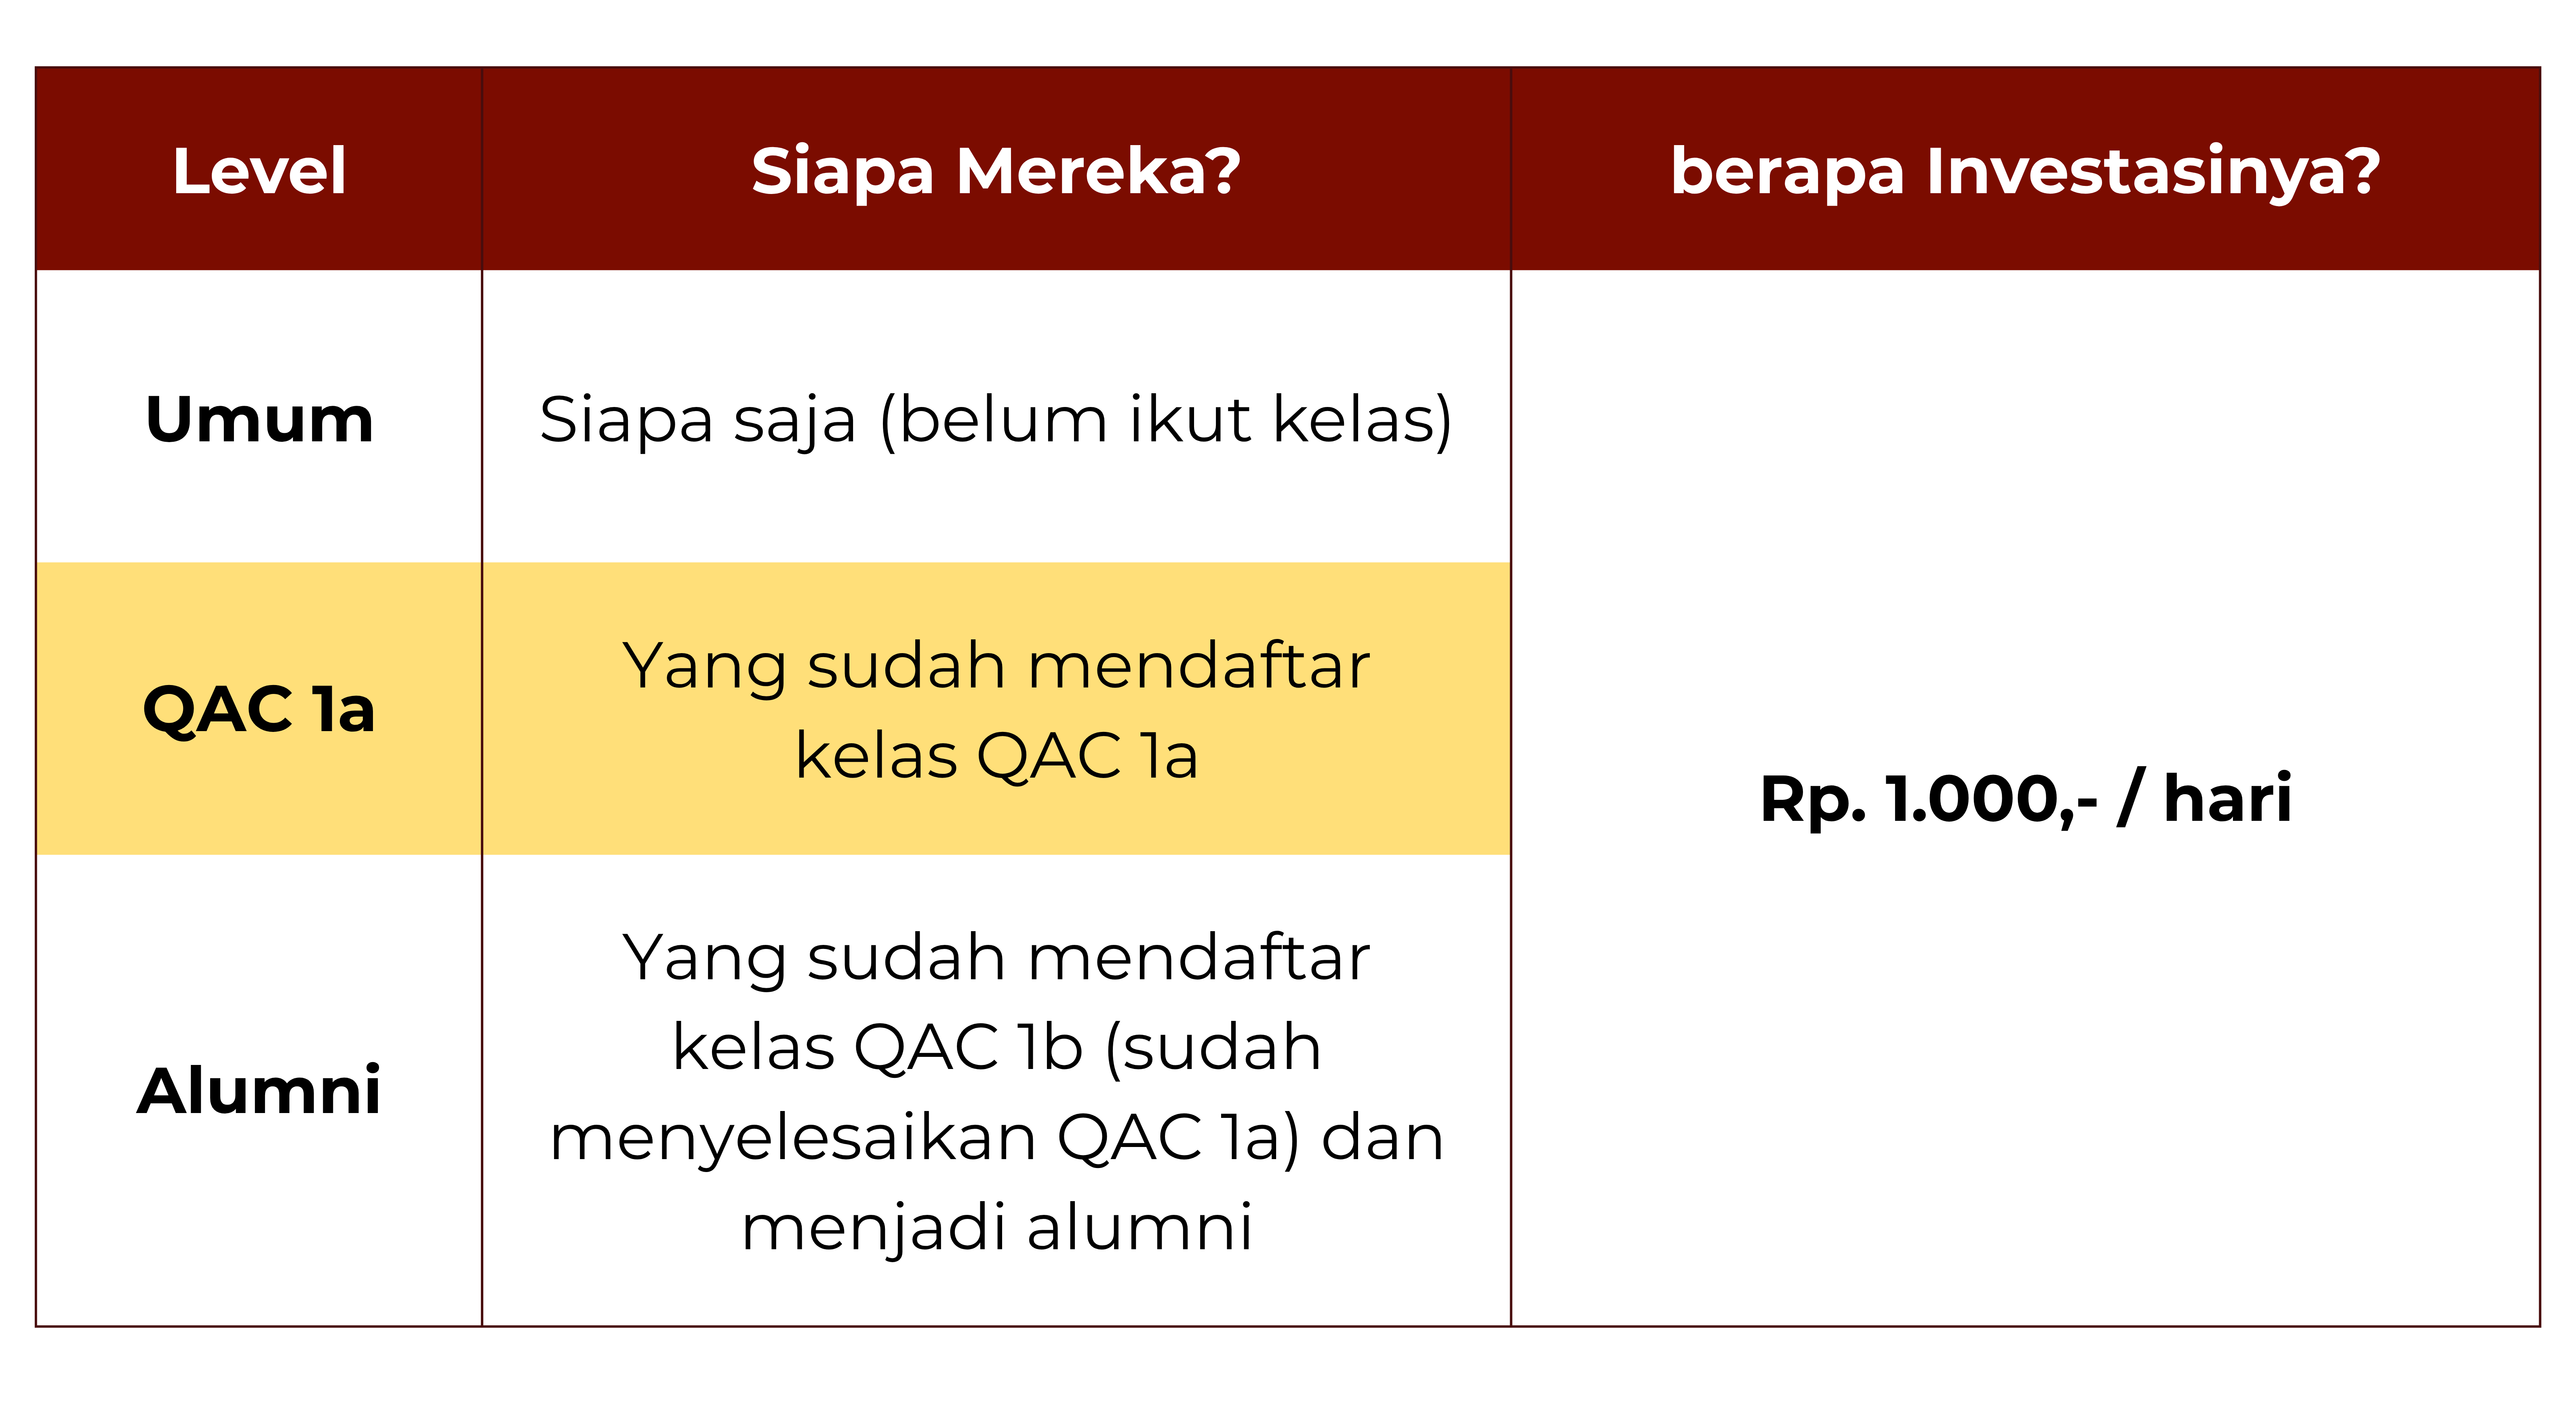 Level
Siapa Mereka?
berapa Investasinya?
Umum
Siapa saja (belum ikut kelas)
QAC 1a
Yang sudah mendaftar
kelas QAC 1a
Alumni
Yang sudah mendaftar
kelas QAC 1b (sudah
menyelesaikan QAC 1a) dan
menjadi alumni
Rp. 1.000,- / hari